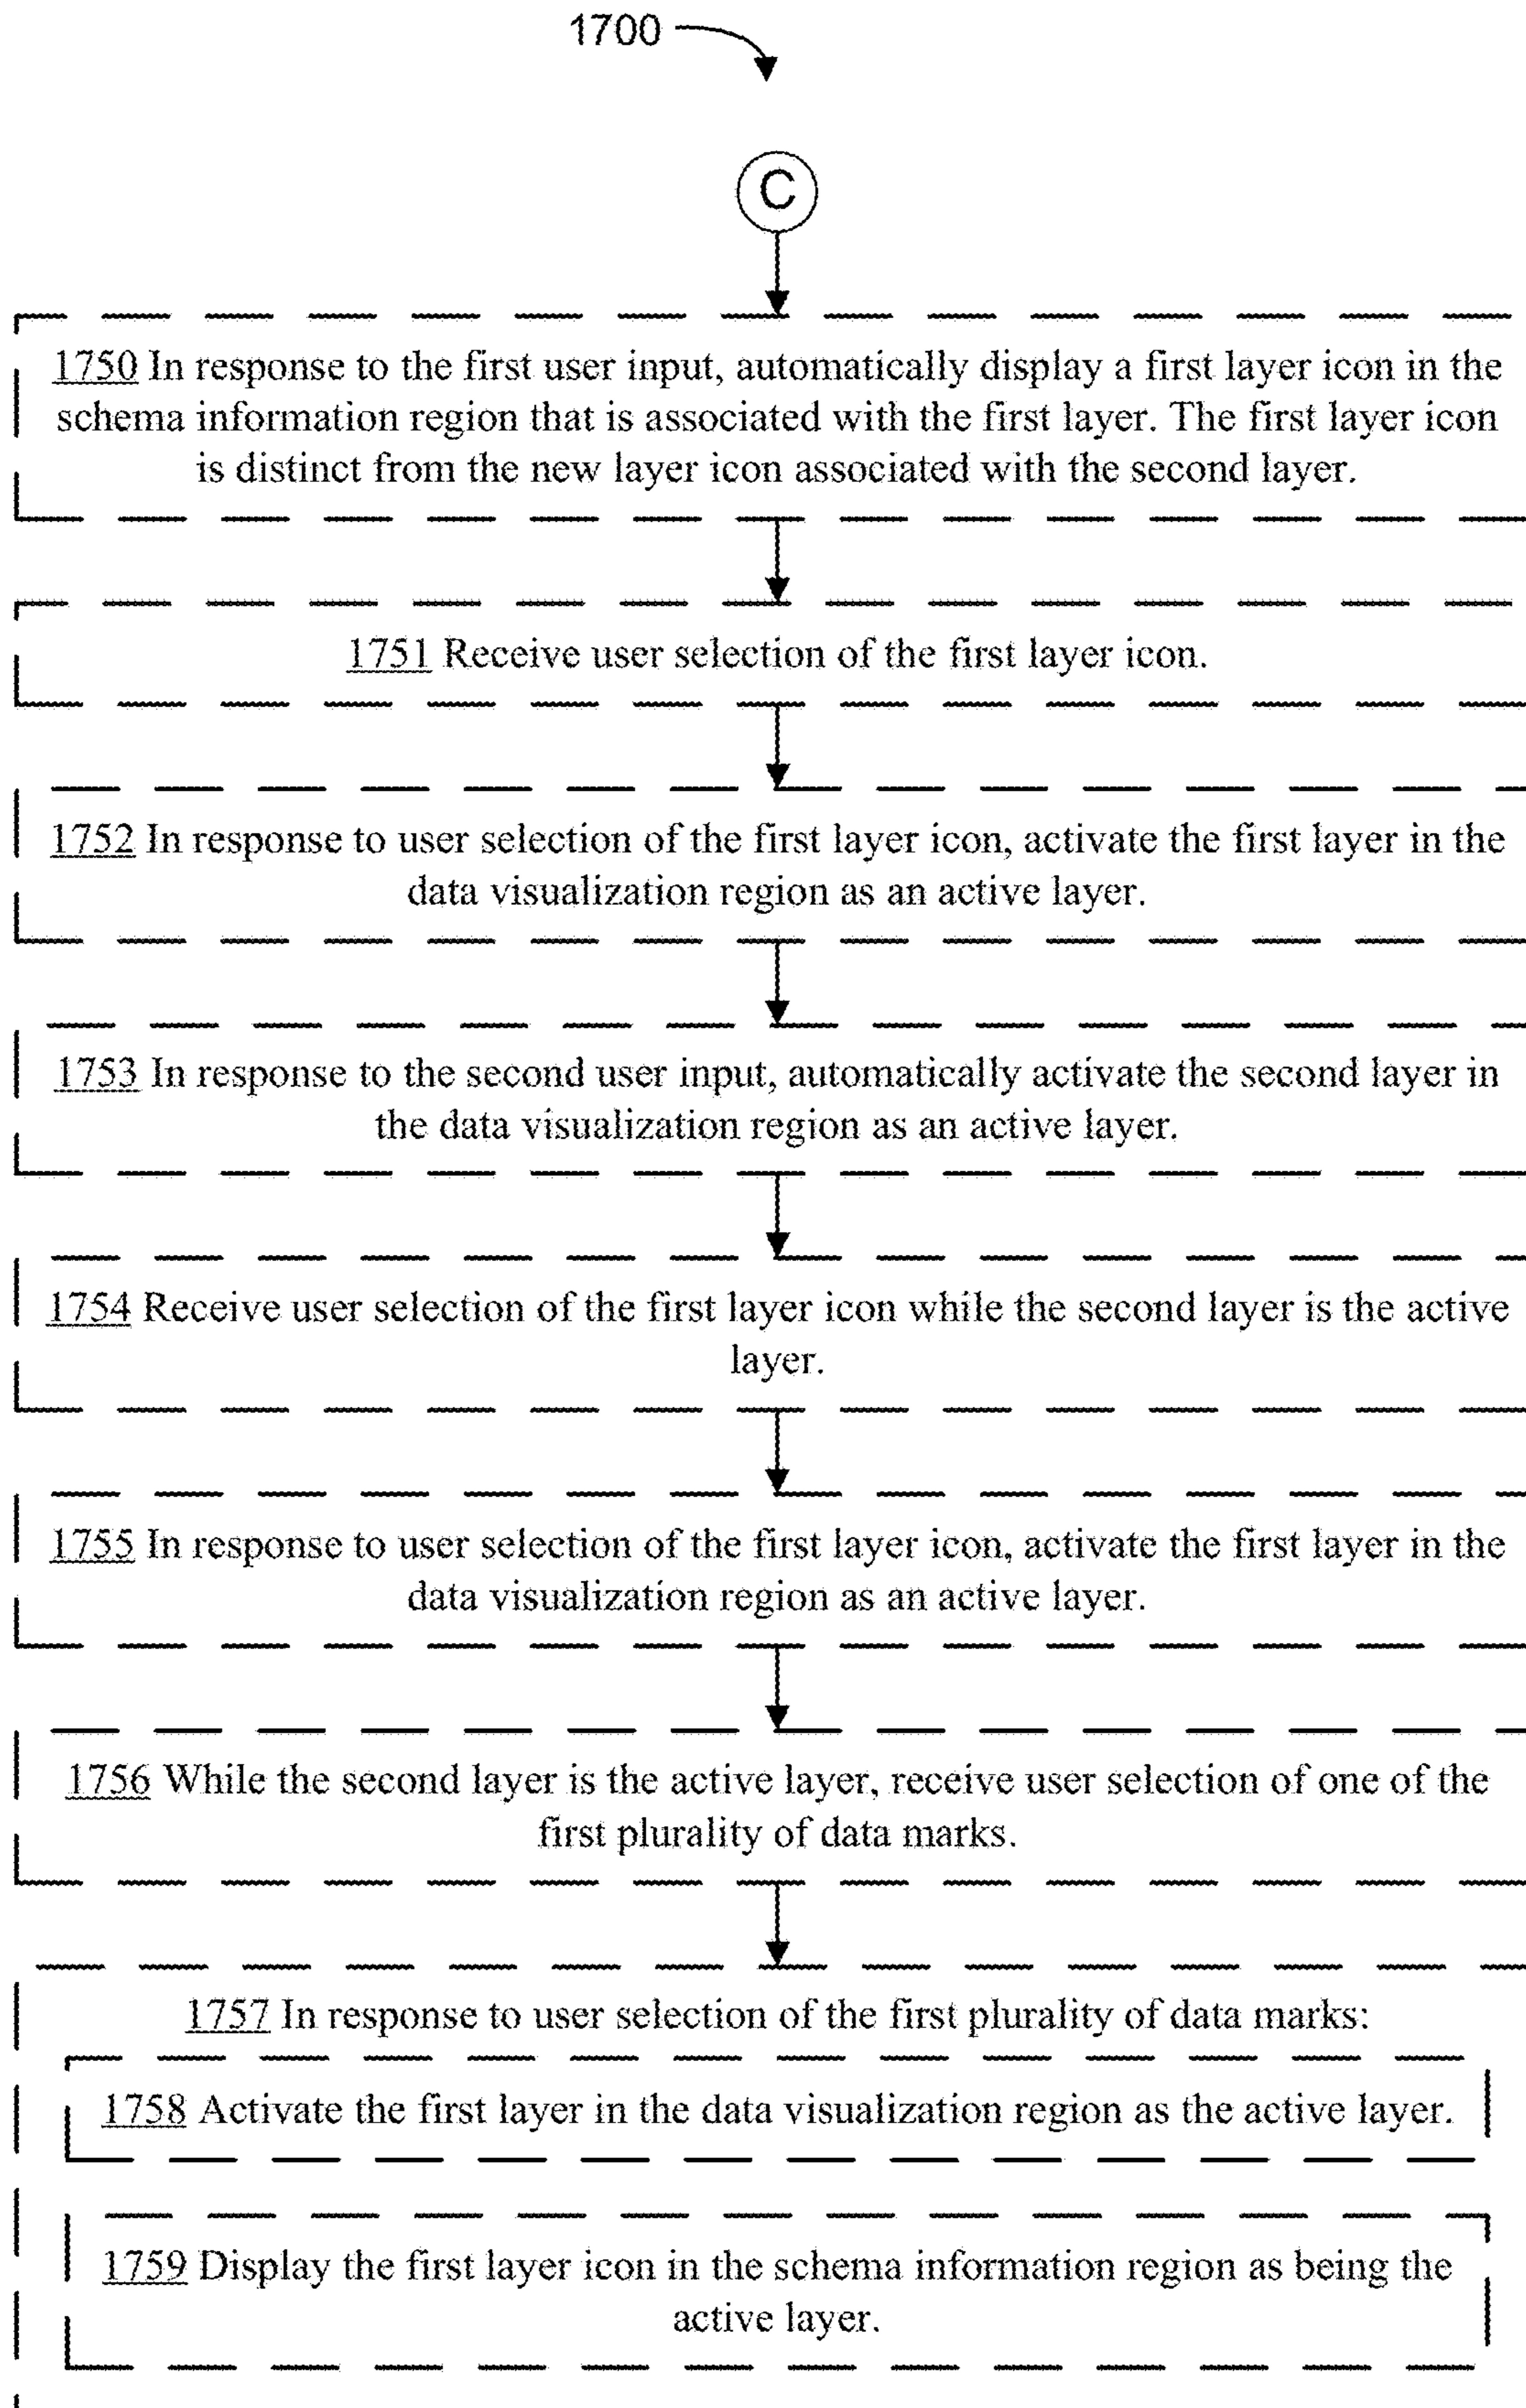 1700
C
1750 In response to the first user input, automatically display a first layer icon in the
schema information region that is associated with the first layer. The first layer icon
is distinct from the new layer icon associated with the second layer.
1751 Receive user selection of the first layer icon.
1752 In response to user selection of the first layer icon, activate the first layer in the
data visualization region as an active layer.
1753 In response to the second user input, automatically activate the second layer in
the data visualization region as an active layer.
1754 Receive user selection of the first layer icon while the second layer is the active
layer.
1755 In response to user selection of the first layer icon, activate the first layer in the
data visualization region as an active layer.
1756 While the second layer is the active layer, receive user selection of one of the
first plurality of data marks.
1757 In response to user selection of the first plurality of data marks:
1758 Activate the first layer in the data visualization region as the active layer.
1759 Display the first layer icon in the schema information region as being the
active layer.